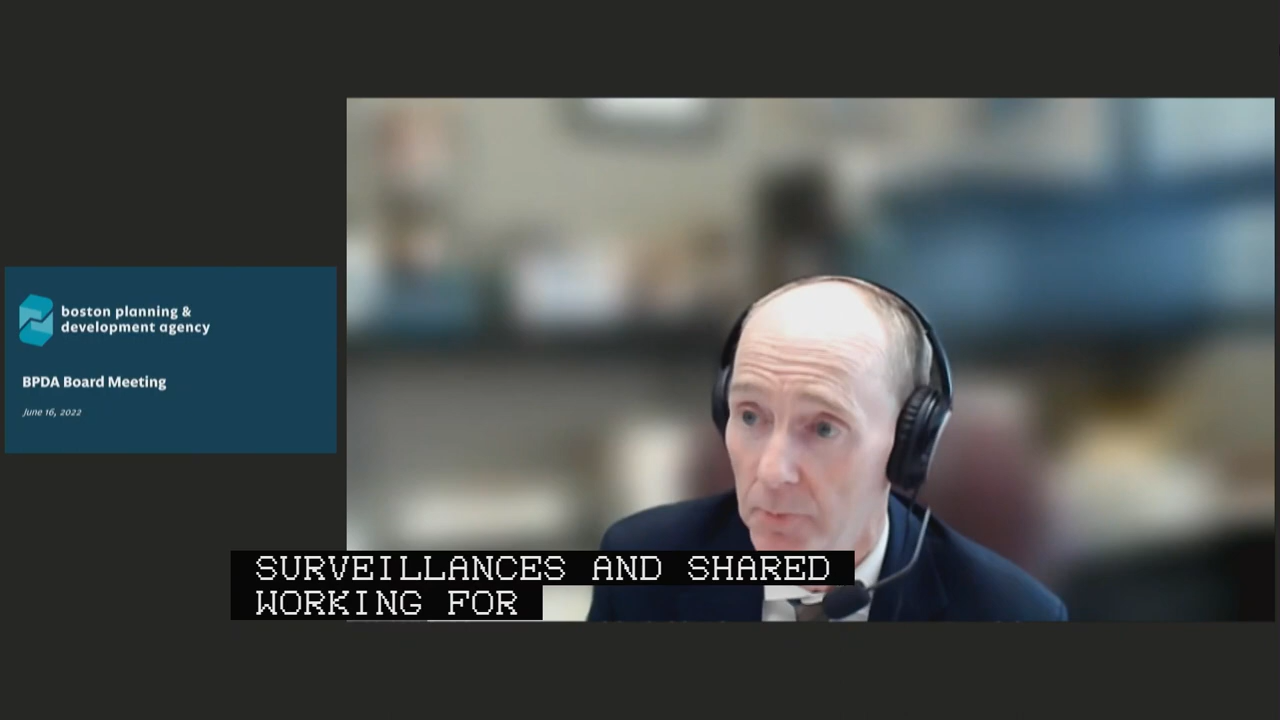 boston planning &
development agency
BPDA Board Meeting
June 16, 2022
SURVEILLANCES AND SHARED
WORKING FOR